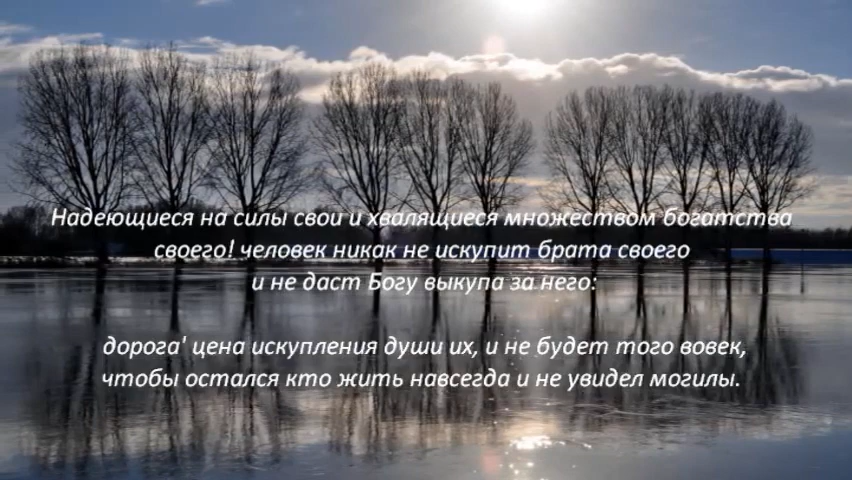 Надеющиеся на силы свои и хвалящиеся множеством богатства
своего! человек никак не искупит брата своего
и не даст Богу выкупа за него:
дорога' цена искупления души их, и не будет того вовек,
чтобы остался кто жить навсегда и не увидел могилы.